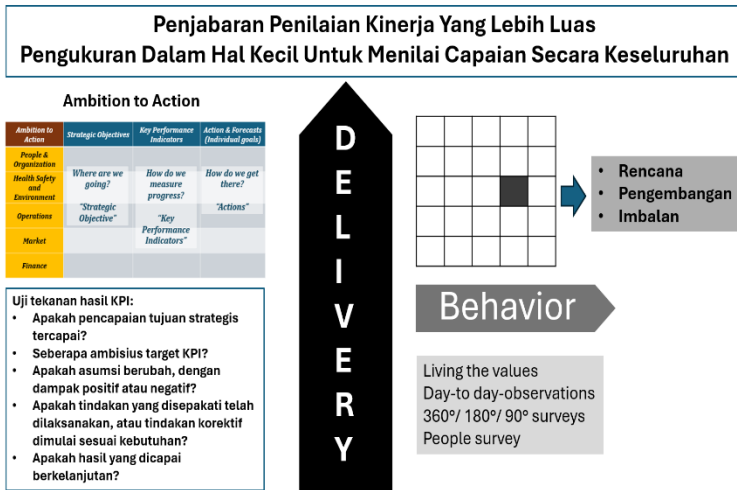 Penjabaran Penilaian Kinerja Yang Lebih Luas
Pengukuran Dalam Hal Kecil Untuk Menilai Capaian Secara Keseluruhan
Ambition to Action
Ambition to
Action
Strategic Objectives
Key Performance
Indicators
Action & Forecasts
(Individual goals)
People &
Organization
Health Safety
and
Environment
Operations
Market
Finance
Where are we
going?
"Strategic
Objective"
How do we
measure
progress?
"Key
Performance
Indicators"
How do we get
there?
"Actions"
Uji tekanan hasil KPI:
• Apakah pencapaian tujuan strategis
tercapai?
• Seberapa ambisius target KPI?
• Apakah asumsi berubah, dengan
dampak positif atau negatif?
• Apakah tindakan yang disepakati telah
dilaksanakan, atau tindakan korektif
dimulai sesuai kebutuhan?
• Apakah hasil yang dicapai
berkelanjutan?
D
E
L
I
V
E
R
Y
• Rencana
• Pengembangan
• Imbalan
Behavior
Living the values
Day-to day-observations
360°/ 180°/ 90° surveys
People survey